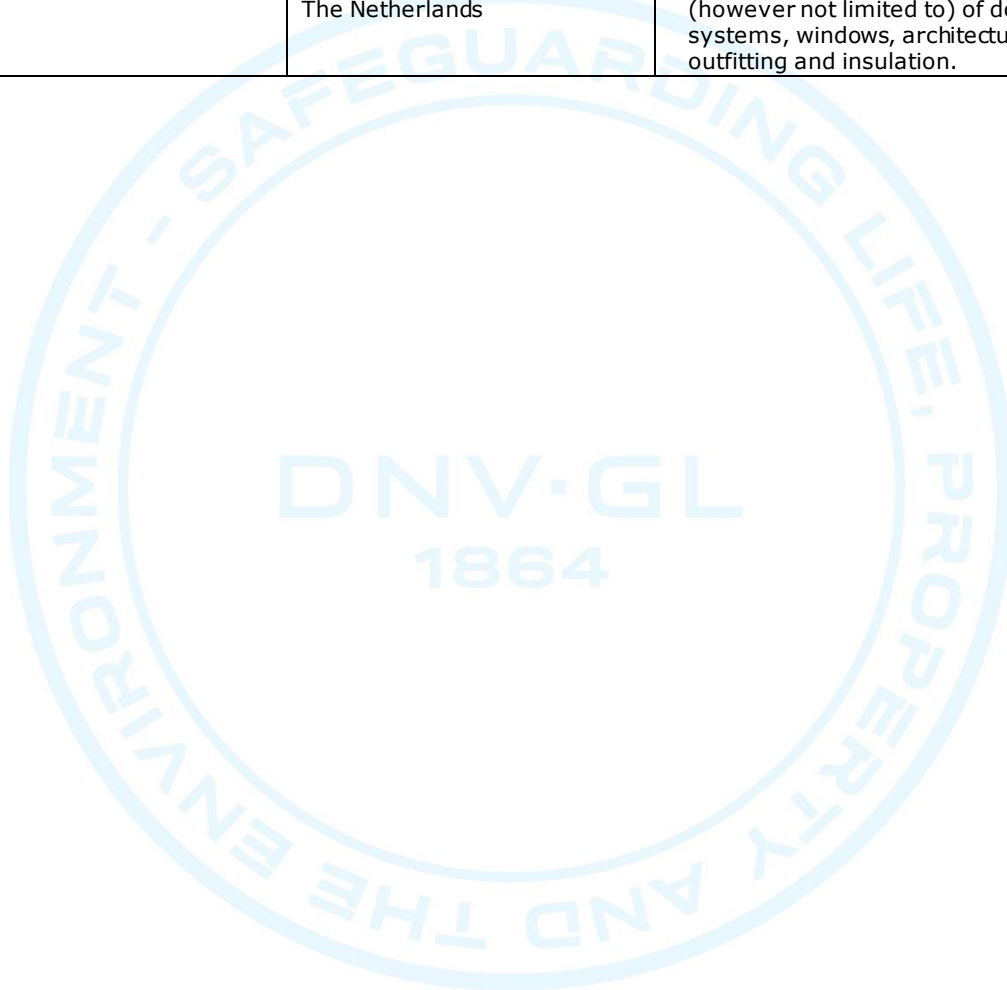 The Netherlands
(however not limited to) of
systems, windows,
outfitting and insulation.
SAFEGUARDING LIFE, PROPERTY AND THE ENVIRONMENT -
DNV·GL
1864